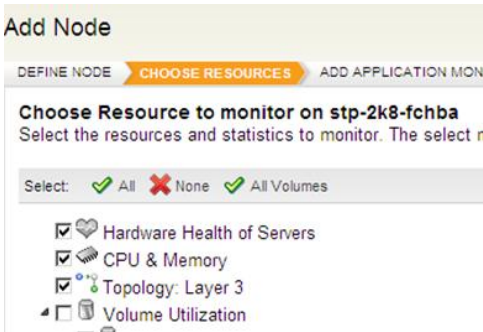 Add Node
DEFINE NODE CHOOSE RESOURCES ADD APPLICATION MON
Choose Resource to monitor on stp-2k8-fchba
Select the resources and statistics to monitor. The select
Select: All None All Volumes
Hardware Health of Servers
CPU & Memory
Topology: Layer 3
Volume Utilization